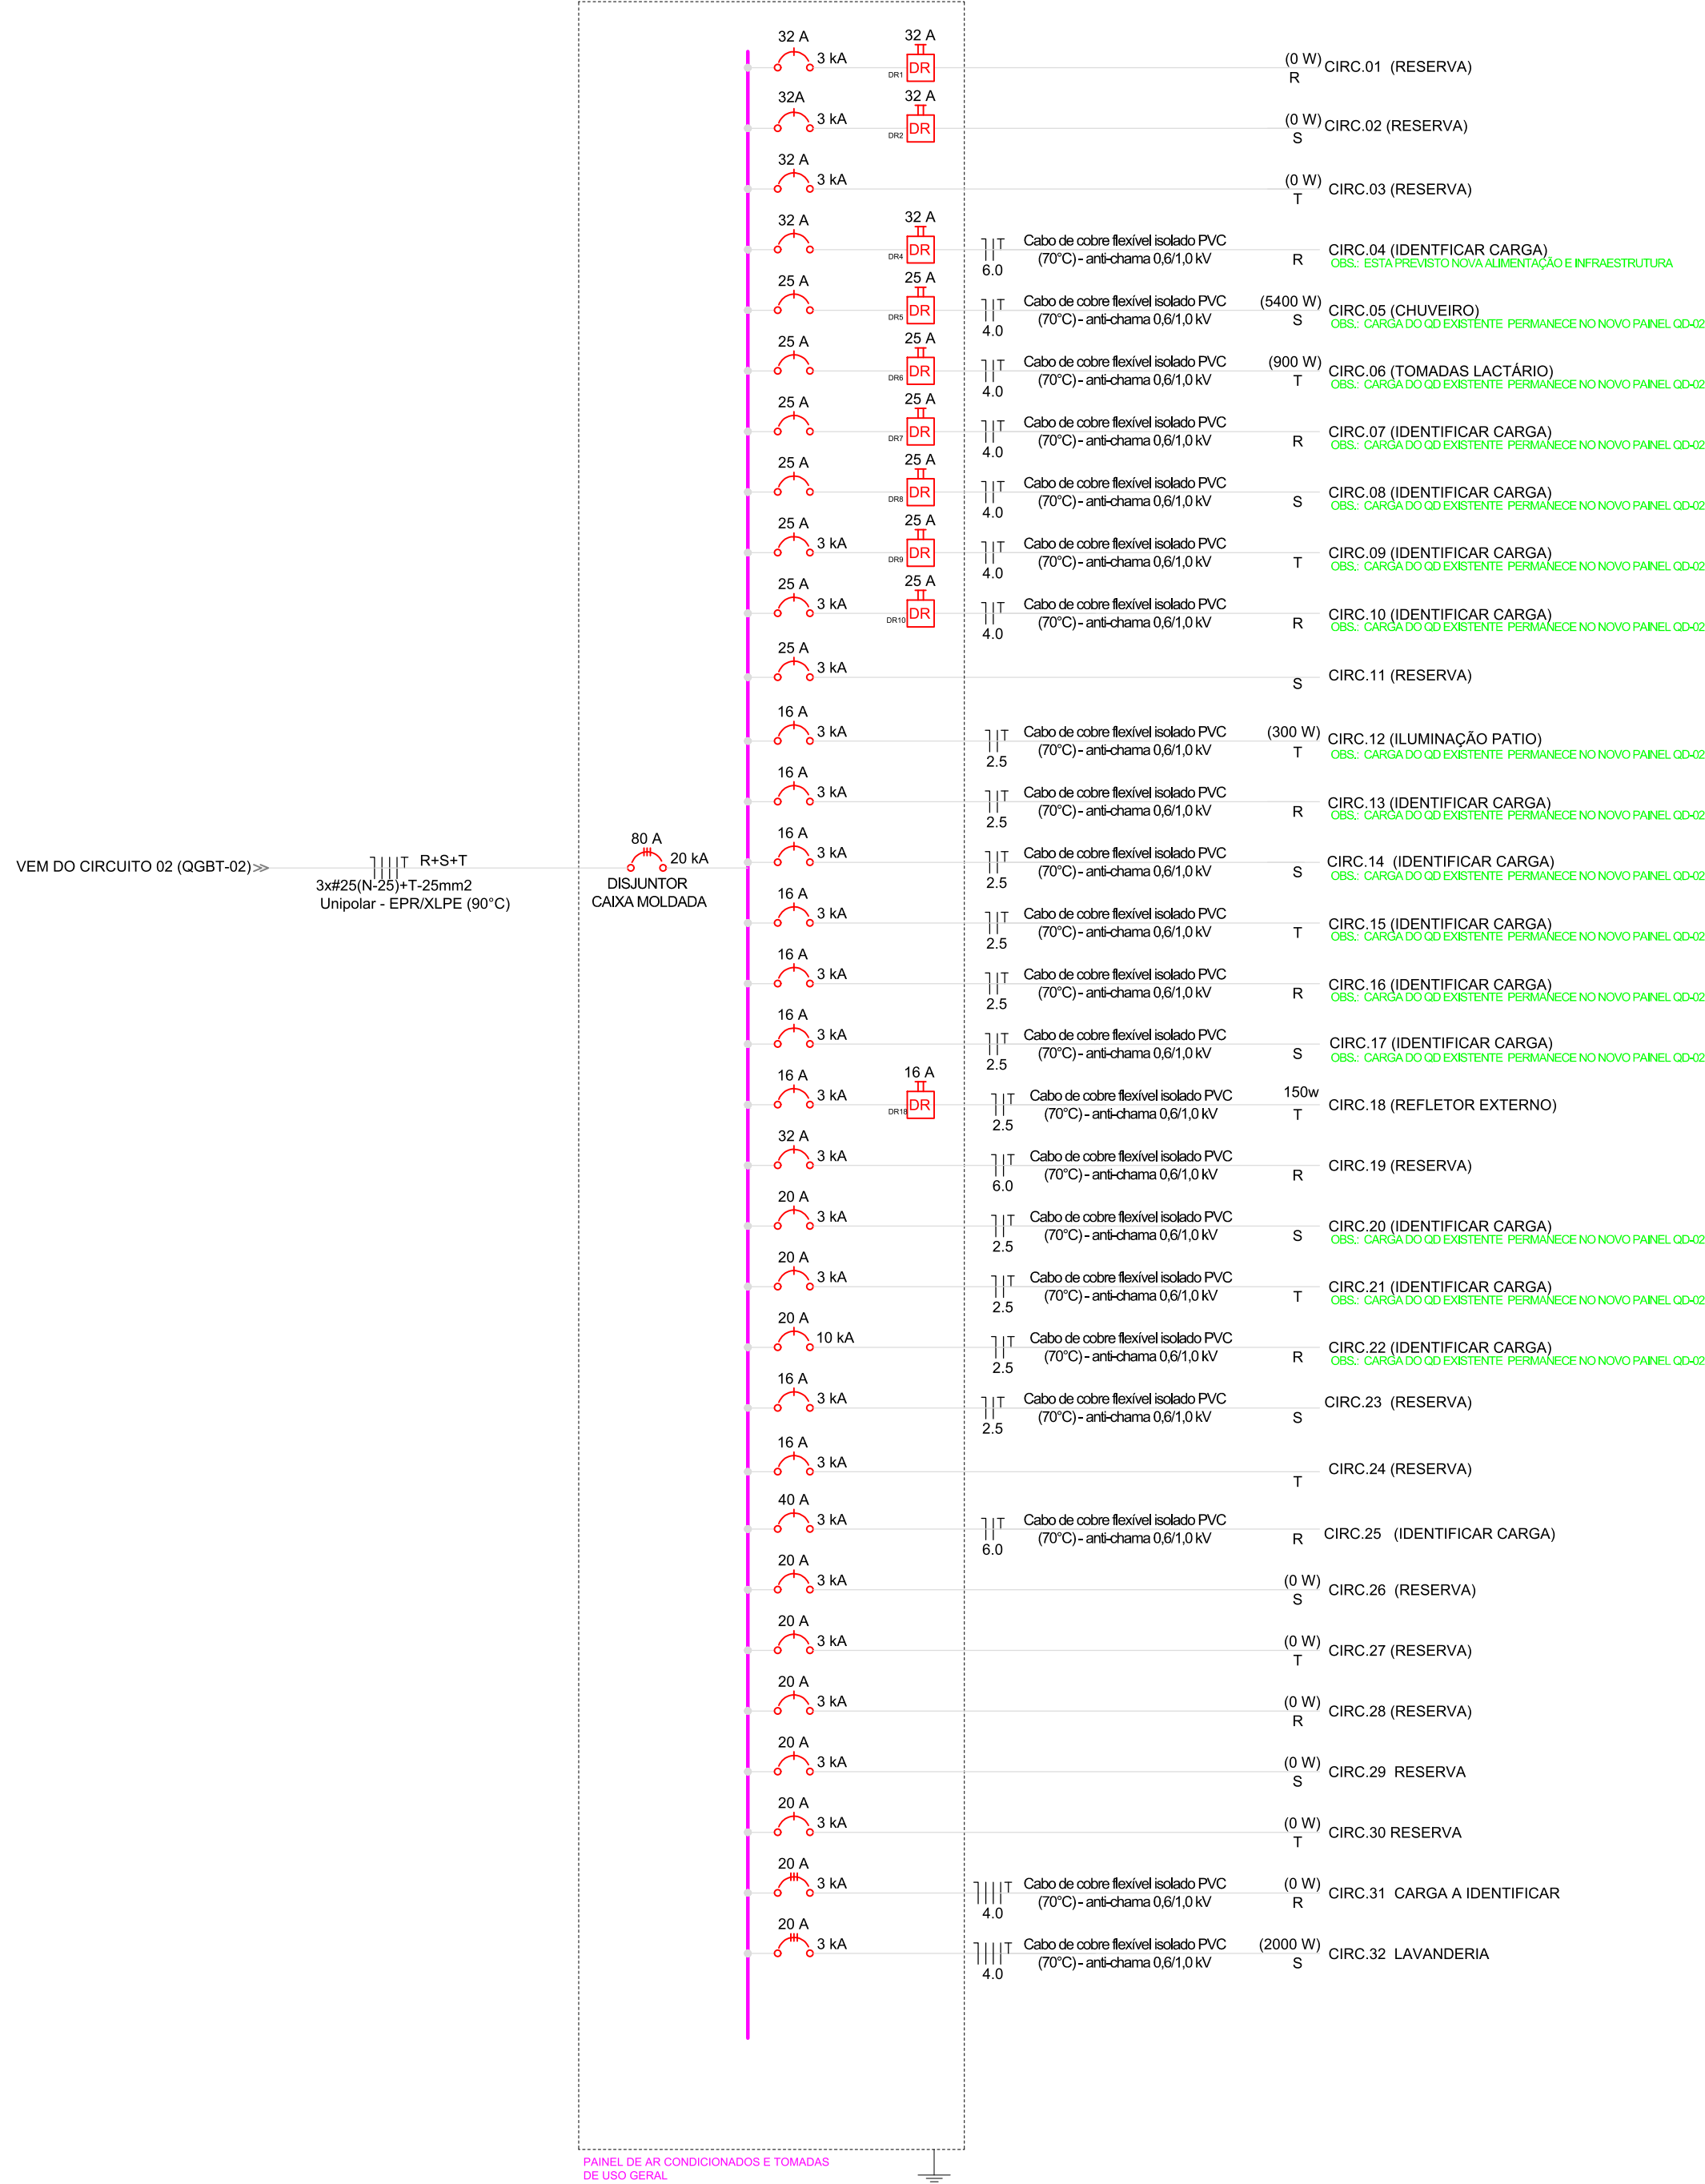 32 A
3 kA
32 A
DR1
DR
(0 W)
R
CIRC.01 (RESERVA)
32A
3 kA
32 A
DR2
DR
(0 W)
S
CIRC.02 (RESERVA)
32 A
3 kA
(0 W)
T
CIRC.03 (RESERVA)
32 A
32 A
DR4
DR
T
6.0
Cabo de cobre flexível isolado PVC
(70°C) - anti-chama 0,6/1,0 kV
R
CIRC.04 (IDENTFICAR CARGA)
OBS.: ESTA PREVISTO NOVA ALIMENTAÇÃO E INFRAESTRUTURA
25 A
25 A
DR5
DR
T
4.0
Cabo de cobre flexível isolado PVC
(70°C) - anti-chama 0,6/1,0 kV
(5400 W)
S
CIRC.05 (CHUVEIRO)
OBS.: CARGA DO QD EXISTENTE PERMANECE NO NOVO PAINEL QD-02
25 A
25 A
DR6
DR
T
4.0
Cabo de cobre flexível isolado PVC
(70°C) - anti-chama 0,6/1,0 kV
(900 W)
T
CIRC.06 (TOMADAS LACTÁRIO)
OBS.: CARGA DO QD EXISTENTE PERMANECE NO NOVO PAINEL QD-02
25 A
25 A
DR7
DR
T
4.0
Cabo de cobre flexível isolado PVC
(70°C) - anti-chama 0,6/1,0 kV
R
CIRC.07 (IDENTIFICAR CARGA)
OBS.: CARGA DO QD EXISTENTE PERMANECE NO NOVO PAINEL QD-02
25 A
25 A
DR8
DR
T
4.0
Cabo de cobre flexível isolado PVC
(70°C) - anti-chama 0,6/1,0 kV
S
CIRC.08 (IDENTIFICAR CARGA)
OBS.: CARGA DO QD EXISTENTE PERMANECE NO NOVO PAINEL QD-02
25 A
3 kA
25 A
DR9
DR
T
4.0
Cabo de cobre flexível isolado PVC
(70°C) - anti-chama 0,6/1,0 kV
T
CIRC.09 (IDENTIFICAR CARGA)
OBS.: CARGA DO QD EXISTENTE PERMANECE NO NOVO PAINEL QD-02
25 A
3 kA
25 A
DR10
DR
T
4.0
Cabo de cobre flexível isolado PVC
(70°C) - anti-chama 0,6/1,0 kV
R
CIRC.10 (IDENTIFICAR CARGA)
OBS.: CARGA DO QD EXISTENTE PERMANECE NO NOVO PAINEL QD-02
25 A
3 kA
S
CIRC.11 (RESERVA)
16 A
3 kA
T
2.5
Cabo de cobre flexível isolado PVC
(70°C) - anti-chama 0,6/1,0 kV
(300 W)
T
CIRC.12 (ILUMINAÇÃO PATIO)
OBS.: CARGA DO QD EXISTENTE PERMANECE NO NOVO PAINEL QD-02
16 A
3 kA
T
2.5
Cabo de cobre flexível isolado PVC
(70°C) - anti-chama 0,6/1,0 kV
R
CIRC.13 (IDENTIFICAR CARGA)
OBS.: CARGA DO QD EXISTENTE PERMANECE NO NOVO PAINEL QD-02
VEM DO CIRCUITO 02 (QGBT-02)
T
R+S+T
3x#25(N-25)+T-25mm2
Unipolar - EPR/XLPE (90°C)
80 A
20 kA
DISJUNTOR
CAIXA MOLDADA
16 A
3 kA
T
2.5
Cabo de cobre flexível isolado PVC
(70°C) - anti-chama 0,6/1,0 kV
S
CIRC.14 (IDENTIFICAR CARGA)
OBS.: CARGA DO QD EXISTENTE PERMANECE NO NOVO PAINEL QD-02
16 A
3 kA
T
2.5
Cabo de cobre flexível isolado PVC
(70°C) - anti-chama 0,6/1,0 kV
T
CIRC.15 (IDENTIFICAR CARGA)
OBS.: CARGA DO QD EXISTENTE PERMANECE NO NOVO PAINEL QD-02
16 A
3 kA
T
2.5
Cabo de cobre flexível isolado PVC
(70°C) - anti-chama 0,6/1,0 kV
R
CIRC.16 (IDENTIFICAR CARGA)
OBS.: CARGA DO QD EXISTENTE PERMANECE NO NOVO PAINEL QD-02
16 A
3 kA
T
2.5
Cabo de cobre flexível isolado PVC
(70°C) - anti-chama 0,6/1,0 kV
S
CIRC.17 (IDENTIFICAR CARGA)
OBS.: CARGA DO QD EXISTENTE PERMANECE NO NOVO PAINEL QD-02
16 A
3 kA
16 A
DR18
DR
T
2.5
Cabo de cobre flexível isolado PVC
(70°C) - anti-chama 0,6/1,0 kV
150w
T
CIRC.18 (REFLETOR EXTERNO)
32 A
3 kA
T
6.0
Cabo de cobre flexível isolado PVC
(70°C) - anti-chama 0,6/1,0 kV
R
CIRC.19 (RESERVA)
20 A
3 kA
T
2.5
Cabo de cobre flexível isolado PVC
(70°C) - anti-chama 0,6/1,0 kV
S
CIRC.20 (IDENTIFICAR CARGA)
OBS.: CARGA DO QD EXISTENTE PERMANECE NO NOVO PAINEL QD-02
20 A
3 kA
T
2.5
Cabo de cobre flexível isolado PVC
(70°C) - anti-chama 0,6/1,0 kV
T
CIRC.21 (IDENTIFICAR CARGA)
OBS.: CARGA DO QD EXISTENTE PERMANECE NO NOVO PAINEL QD-02
20 A
10 kA
T
2.5
Cabo de cobre flexível isolado PVC
(70°C) - anti-chama 0,6/1,0 kV
R
CIRC.22 (IDENTIFICAR CARGA)
OBS.: CARGA DO QD EXISTENTE PERMANECE NO NOVO PAINEL QD-02
16 A
3 kA
T
2.5
Cabo de cobre flexível isolado PVC
(70°C) - anti-chama 0,6/1,0 kV
S
CIRC.23 (RESERVA)
16 A
3 kA
T
CIRC.24 (RESERVA)
40 A
3 kA
T
6.0
Cabo de cobre flexível isolado PVC
(70°C) - anti-chama 0,6/1,0 kV
R
CIRC.25 (IDENTIFICAR CARGA)
20 A
3 kA
(0 W)
S
CIRC.26 (RESERVA)
20 A
3 kA
(0 W)
T
CIRC.27 (RESERVA)
20 A
3 kA
(0 W)
R
CIRC.28 (RESERVA)
20 A
3 kA
(0 W)
S
CIRC.29 RESERVA
20 A
3 kA
(0 W)
T
CIRC.30 RESERVA
20 A
3 kA
T
4.0
Cabo de cobre flexível isolado PVC
(70°C) - anti-chama 0,6/1,0 kV
(0 W)
R
CIRC.31 CARGA A IDENTIFICAR
20 A
3 kA
T
4.0
Cabo de cobre flexível isolado PVC
(70°C) - anti-chama 0,6/1,0 kV
(2000 W)
S
CIRC.32 LAVANDERIA
PAINEL DE AR CONDICIONADOS E TOMADAS
DE USO GERAL